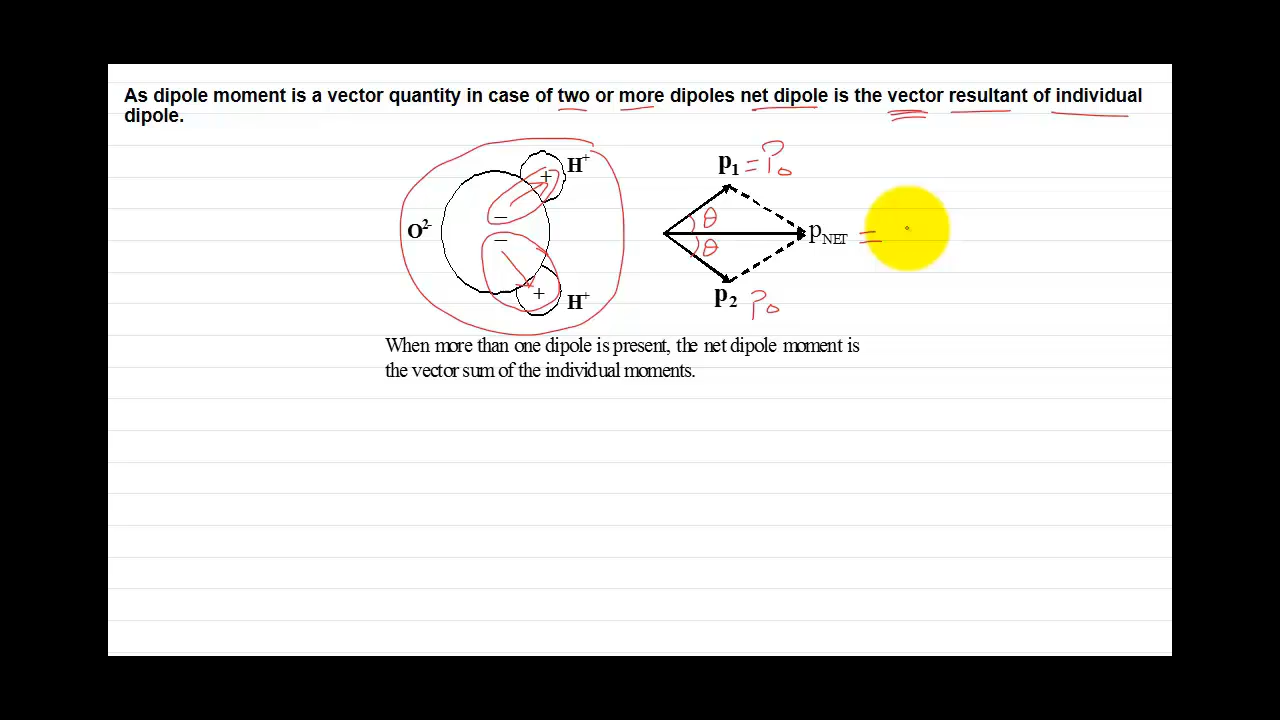 As dipole moment is a vector quantity in case of two or more dipoles net dipole is the vector resultant of individual
dipole.
H+
+
−
O2-
−
+
H+
p1 = P0
θ
pNET =
θ
p2 P0
When more than one dipole is present, the net dipole moment is
the vector sum of the individual moments.